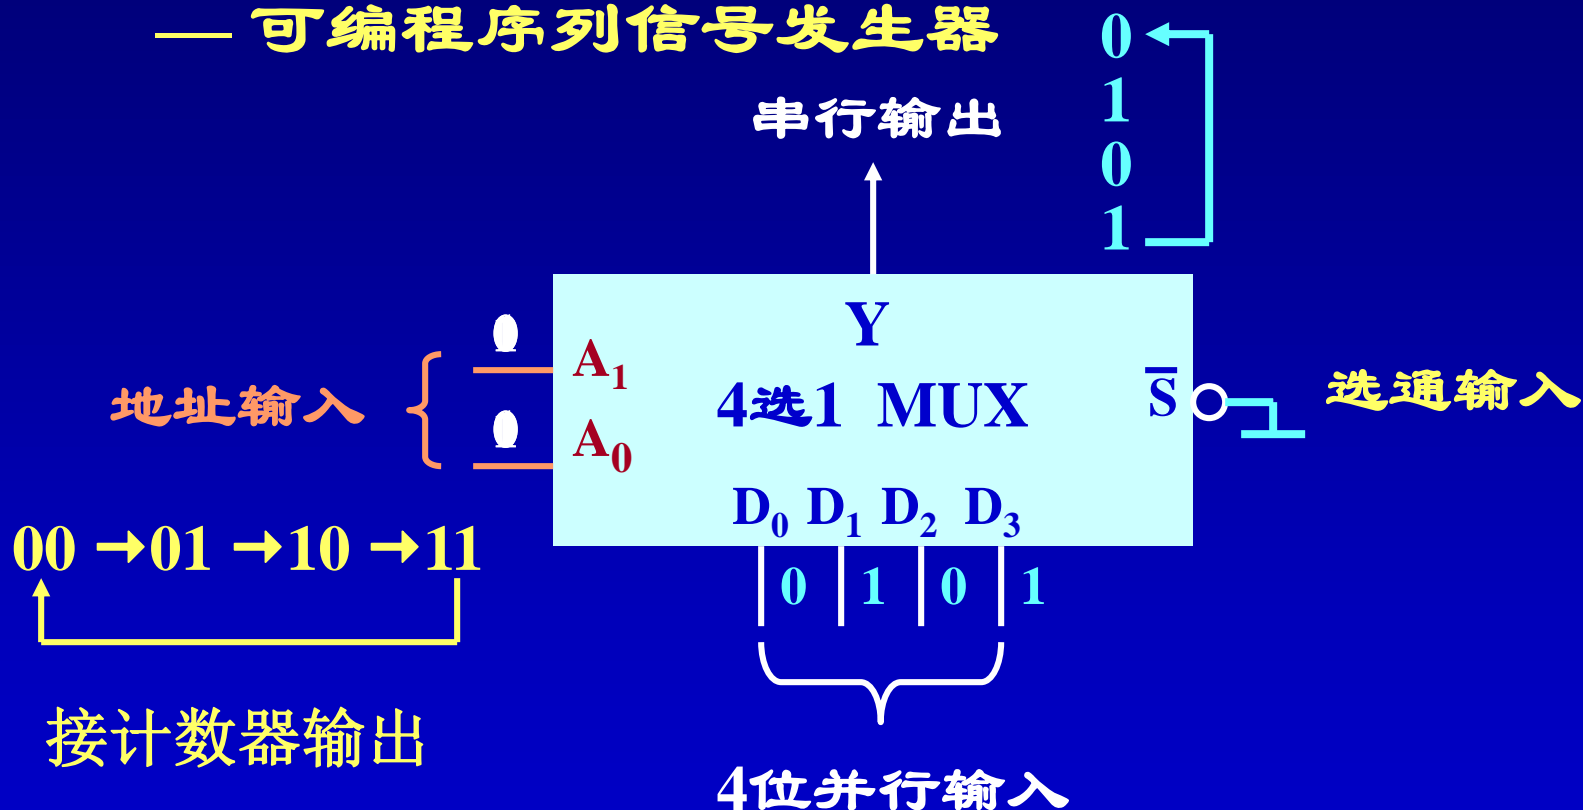 — 可编程序列信号发生器
0
1
0
1
串行输出
Y
A₁
A₀
4选1 MUX
S̅
地址输入
选通输入
D₀ D₁ D₂ D₃
00 →01 →10 →11
0 1 0 1
接计数器输出
4位并行输入